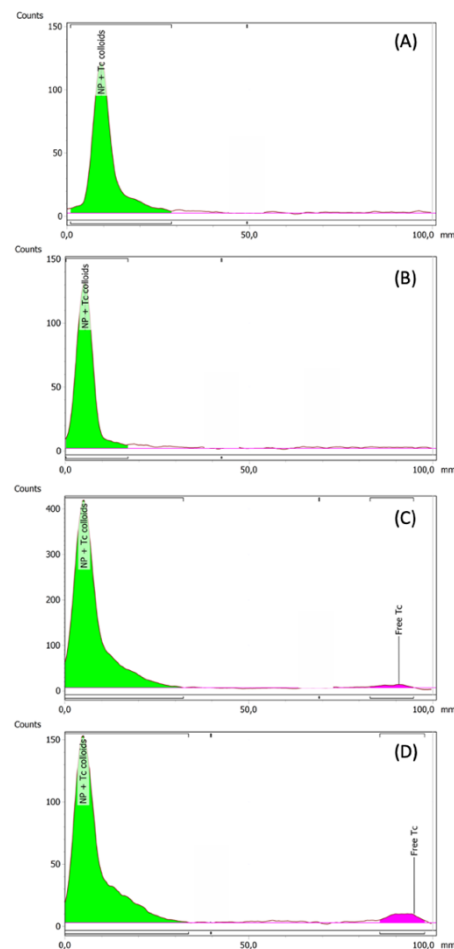 Counts
150
100
50
0
NP + Tc colloids
(A)
0,0
50,0
100,0
mm
Counts
150
100
50
0
NP + Tc colloids
(B)
0,0
50,0
100,0
mm
Counts
400
300
200
100
0
NP + Tc colloids*
Free Tc
(C)
0,0
50,0
100,0
mm
Counts
150
100
50
0
NP + Tc colloids*
Free Tc
(D)
0,0
50,0
100,0
mm